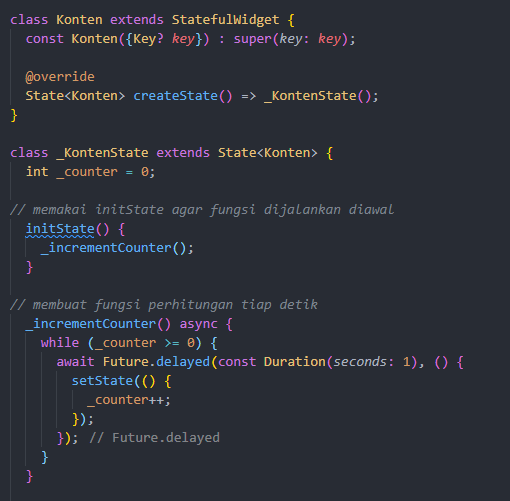 class Konten extends StatefulWidget {
  const Konten({Key? key}) : super(key: key);
  @override
  State<Konten> createState() => _KontenState();
}
class _KontenState extends State<Konten> {
  int _counter = 0;
// memakai initState agar fungsi dijalankan diawal
  initState() {
    _incrementCounter();
  }
// membuat fungsi perhitungan tiap detik
  _incrementCounter() async {
    while (_counter >= 0) {
      await Future.delayed(const Duration(seconds: 1), () {
        setState(() {
          _counter++;
        });
      }); // Future.delayed
    }
  }